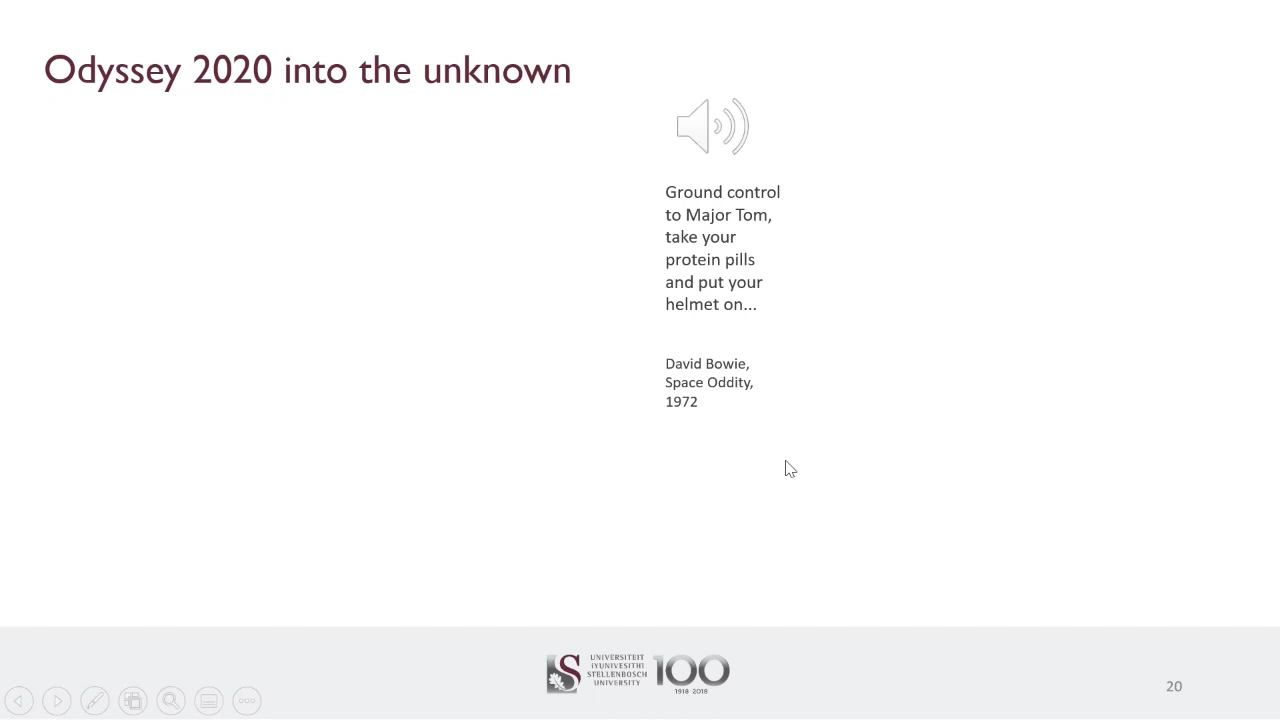 Odyssey 2020 into the unknown
Ground control
to Major Tom,
take your
protein pills
and put your
helmet on...
David Bowie,
Space Oddity,
1972
UNIVERSITEIT
iYUNIVESITHI
STELLENBOSCH
UNIVERSITY
100
1918·2018
20